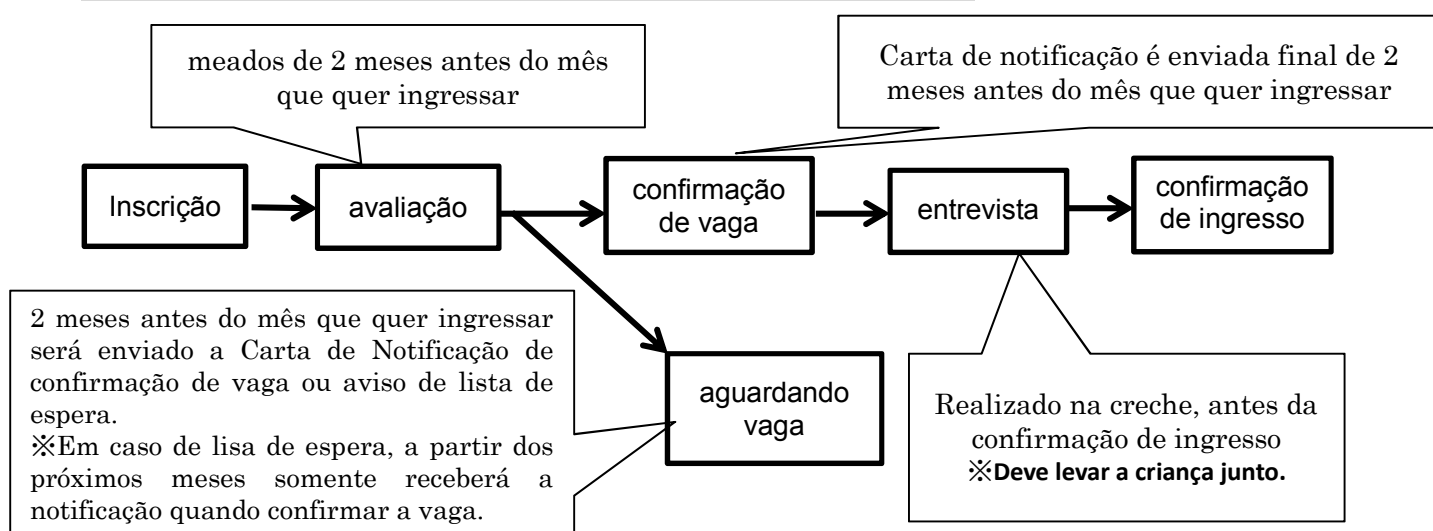 meados de 2 meses antes do mês
que quer ingressar
Carta de notificação é enviada final de 2
meses antes do mês que quer ingressar
Inscrição
avaliação
confirmação
de vaga
entrevista
confirmação
de ingresso
2 meses antes do mês que quer ingressar
será enviado a Carta de Notificação de
confirmação de vaga ou aviso de lista de
espera.
※Em caso de lisa de espera, a partir dos
próximos meses somente receberá a
notificação quando confirmar a vaga.
aguardando
vaga
Realizado na creche, antes da
confirmação de ingresso
※Deve levar a criança junto.